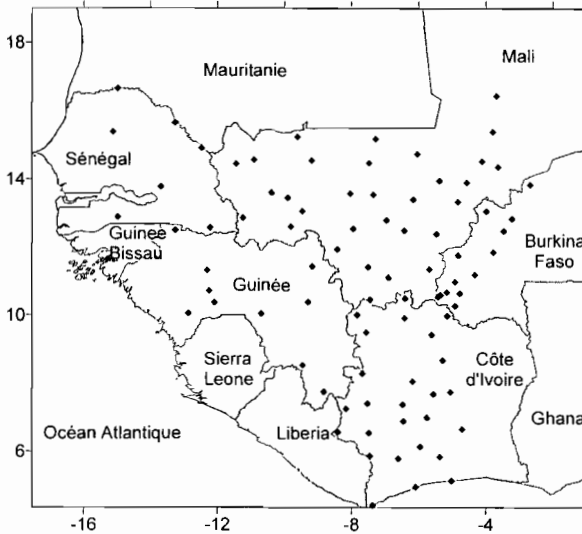 18
Mauritanie
Mali
Sénégal
14
Guinée
Bissau
Burkina
Faso
Guinée
10
Sierra
Leone
Côte
d'Ivoire
Ghana
Océan Atlantique
Liberia
6
-16
-12
-8
-4